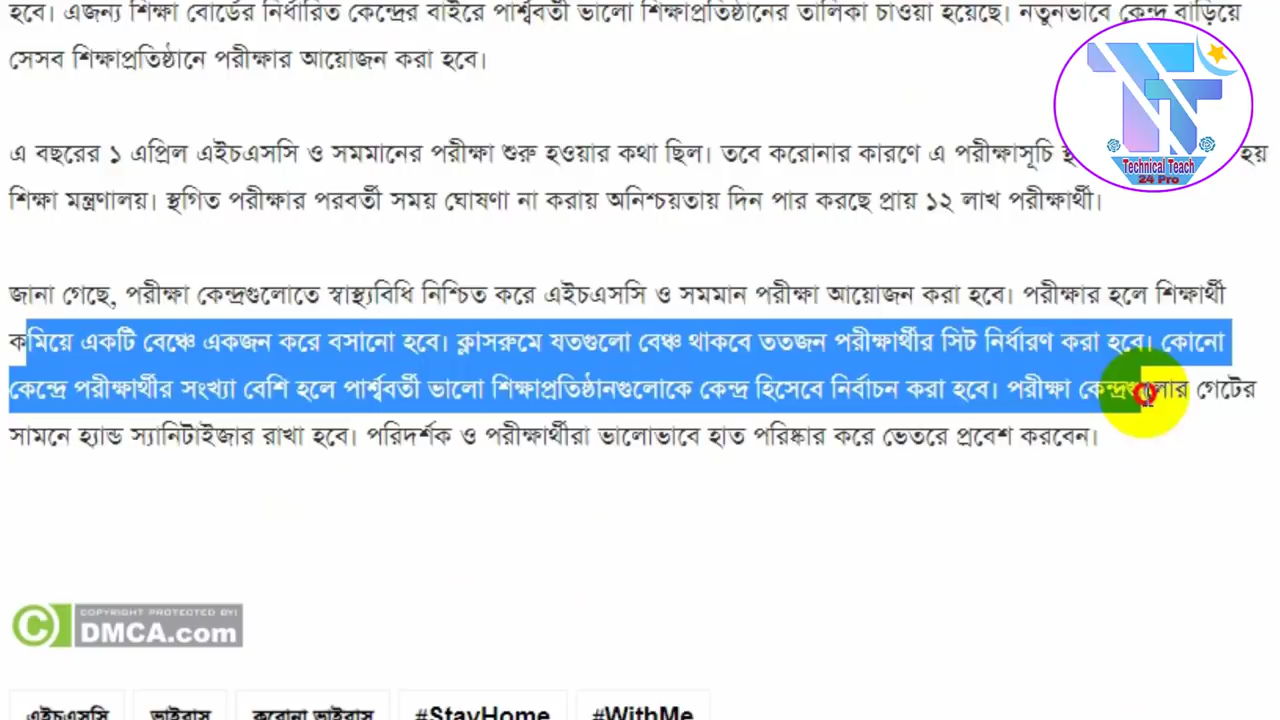 হবে। এজন্য শিক্ষা বোর্ডের নির্ধারিত কেন্দ্রের বাইরে পার্শ্ববর্তী ভালো শিক্ষাপ্রতিষ্ঠানের তালিকা চাওয়া হয়েছে। নতুনভাবে কেন্দ্র বাড়িয়ে
সেসব শিক্ষাপ্রতিষ্ঠানে পরীক্ষার আয়োজন করা হবে।
এ বছরের ১ এপ্রিল এইচএসসি ও সমমানের পরীক্ষা শুরু হওয়ার কথা ছিল। তবে করোনার কারণে এ পরীক্ষাসূচি
শিক্ষা মন্ত্রণালয়। স্থগিত পরীক্ষার পরবর্তী সময় ঘোষণা না করায় অনিশ্চয়তায় দিন পার করছে প্রায় ১২ লাখ পরীক্ষার্থী।
জানা গেছে, পরীক্ষা কেন্দ্রগুলোতে স্বাস্থ্যবিধি নিশ্চিত করে এইচএসসি ও সমমান পরীক্ষা আয়োজন করা হবে। পরীক্ষার হলে শিক্ষার্থী
কমিয়ে একটি বেঞ্চে একজন করে বসানো হবে। ক্লাসরুমে যতগুলো বেঞ্চ থাকবে ততজন পরীক্ষার্থীর সিট নির্ধারণ করা হবে। কোনো
কেন্দ্রে পরীক্ষার্থীর সংখ্যা বেশি হলে পার্শ্ববর্তী ভালো শিক্ষাপ্রতিষ্ঠানগুলোকে কেন্দ্র হিসেবে নির্বাচন করা হবে। পরীক্ষা কেন্দ্রগুলোর গেটের
সামনে হ্যান্ড স্যানিটাইজার রাখা হবে। পরিদর্শক ও পরীক্ষার্থীরা ভালোভাবে হাত পরিষ্কার করে ভেতরে প্রবেশ করবেন।
Technical Teach
24 Pro
COPYRIGHT PROTECTED BY!
DMCA.com
এইচএসসি ভাইরাস করোনা ভাইরাস #StayHome #WithMe